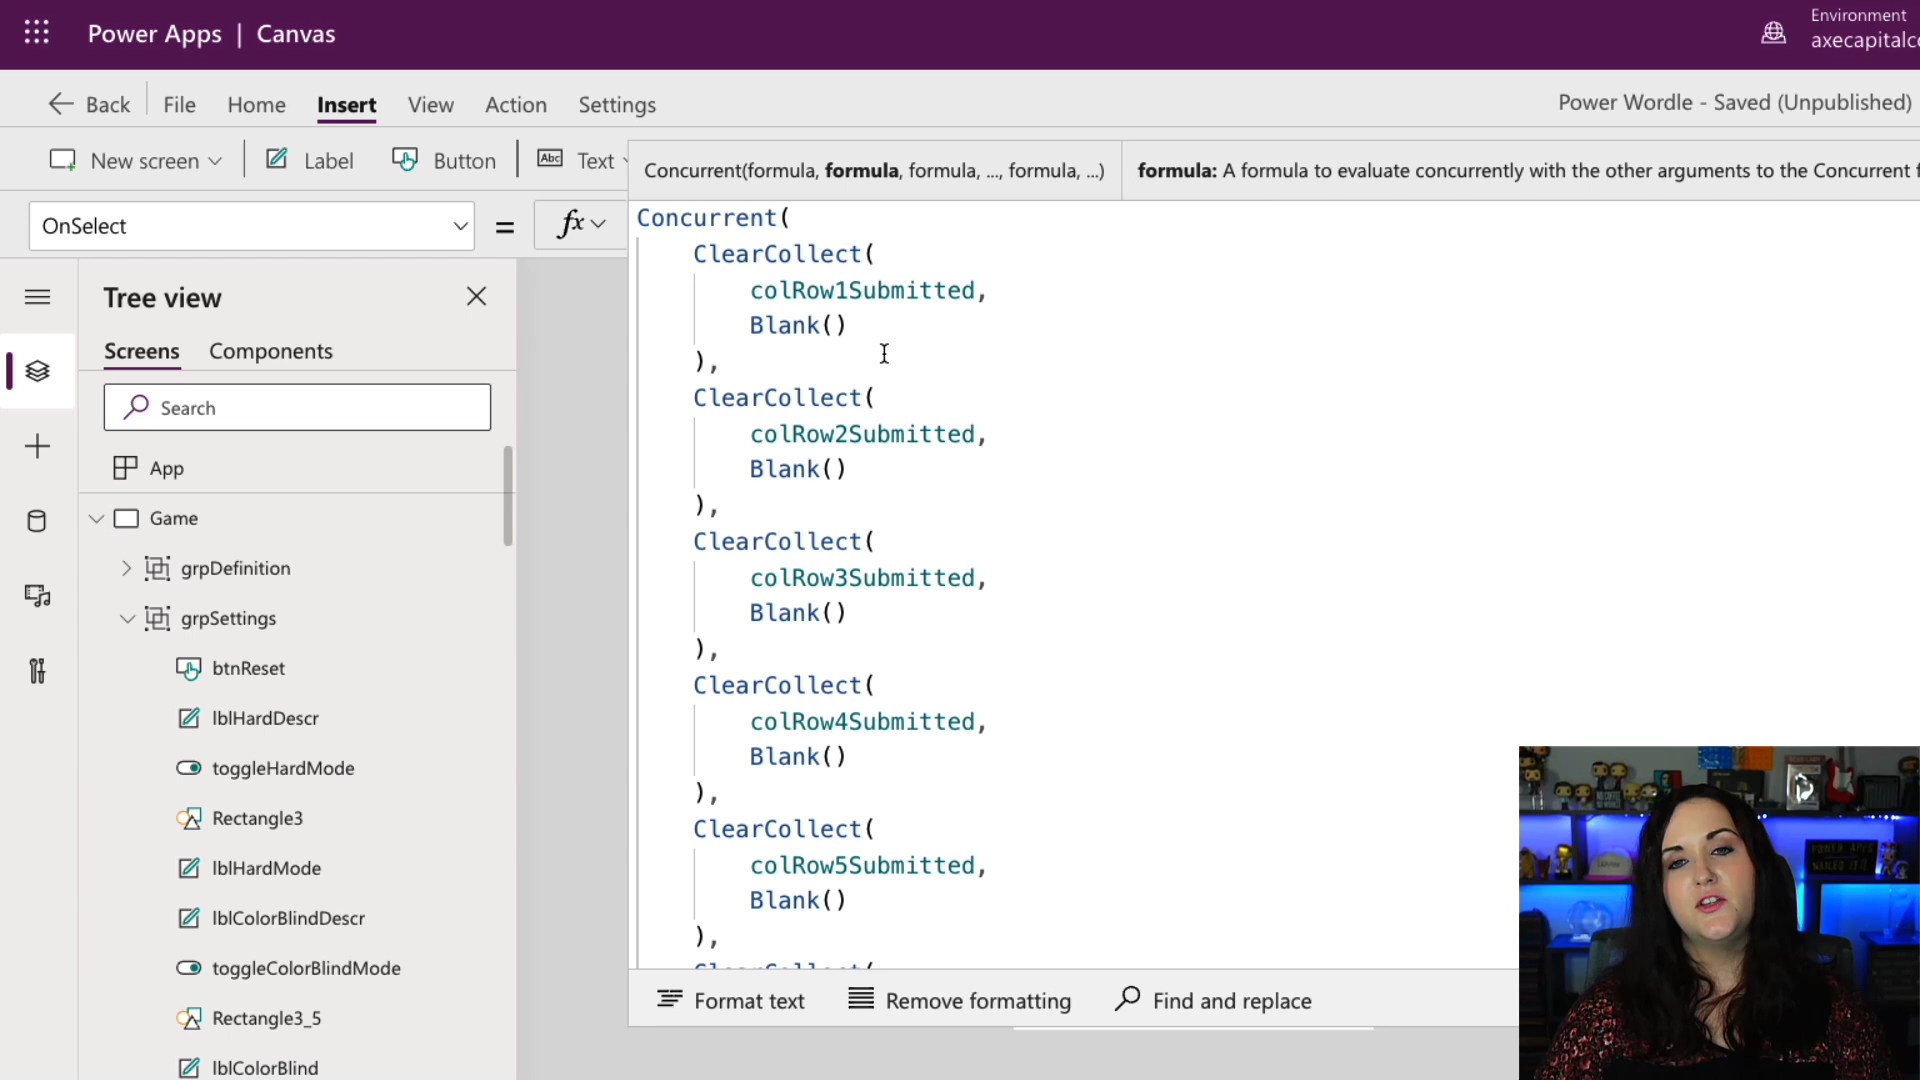 Power Apps | Canvas
Environment
axecapitalco
Back File Home Insert View Action Settings
Power Wordle - Saved (Unpublished)
New screen Label Button Abc Text
Concurrent(formula, formula, formula, ..., formula, ...)
formula: A formula to evaluate concurrently with the other arguments to the Concurrent f
OnSelect = fx
Concurrent(
ClearCollect(
colRow1Submitted,
Blank()
),
ClearCollect(
colRow2Submitted,
Blank()
),
ClearCollect(
colRow3Submitted,
Blank()
),
ClearCollect(
colRow4Submitted,
Blank()
),
ClearCollect(
colRow5Submitted,
Blank()
),
ClearCollect(
Format text Remove formatting Find and replace
Tree view
Screens Components
Search
App
Game
grpDefinition
grpSettings
btnReset
lblHardDescr
toggleHardMode
Rectangle3
lblHardMode
lblColorBlindDescr
toggleColorBlindMode
Rectangle3_5
lblColorBlind